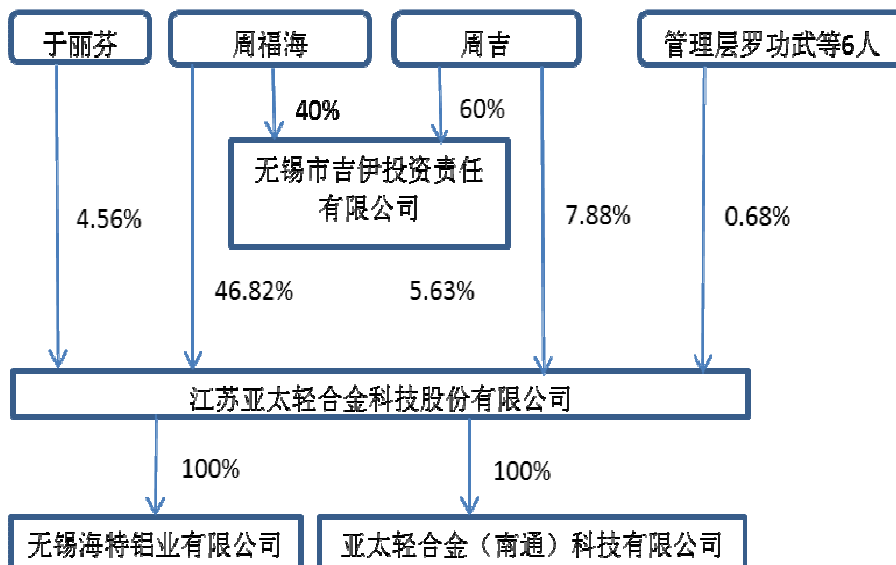 于丽芬
周福海
周吉
管理层罗功武等6人
40%
60%
无锡市吉伊投资责任
有限公司
4.56%
7.88%
0.68%
46.82%
5.63%
江苏亚太轻合金科技股份有限公司
100%
100%
无锡海特铝业有限公司
亚太轻合金（南通）科技有限公司